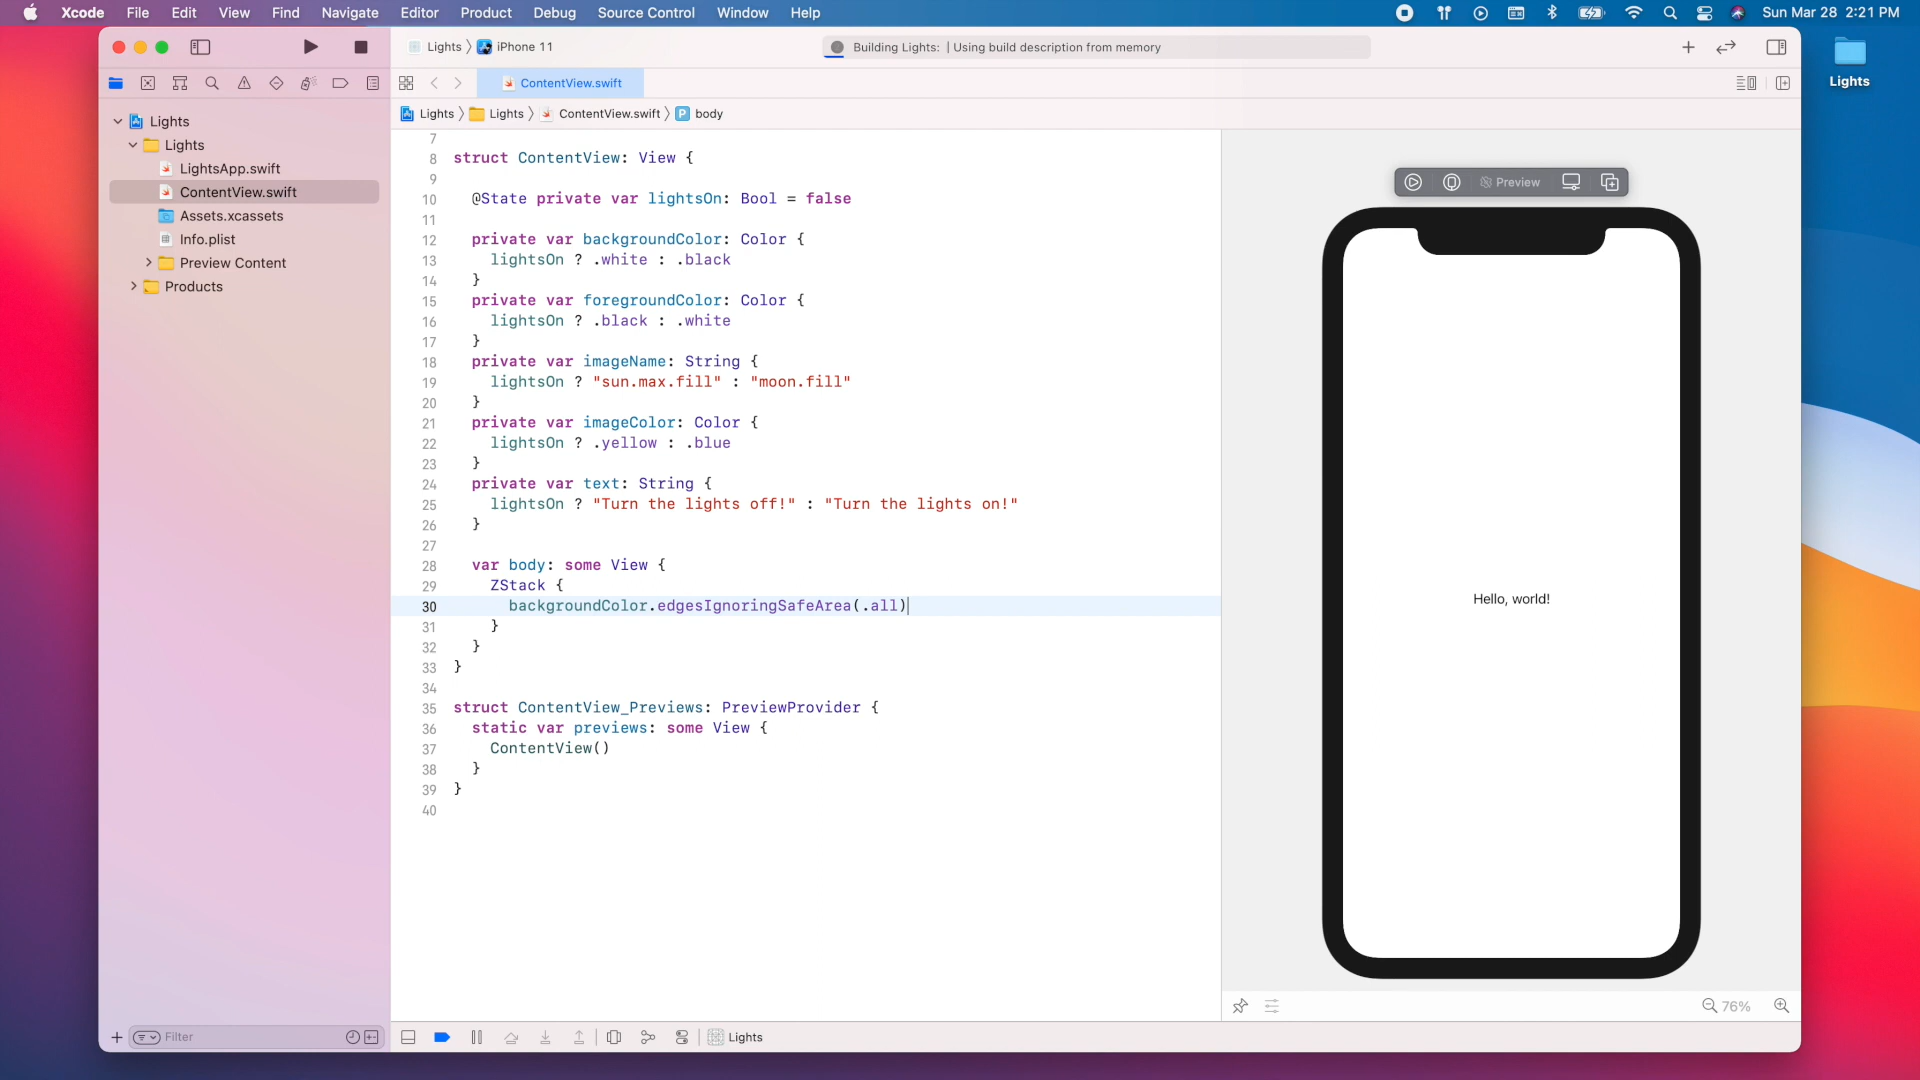 Xcode File Edit View Find Navigate Editor Product Debug Source Control Window Help Sun Mar 28 2:21 PM
Lights iPhone 11 Building Lights: | Using build description from memory
Lights
ContentView.swift
Lights Lights ContentView.swift P body
Lights
Lights
LightsApp.swift
ContentView.swift
Assets.xcassets
Info.plist
Preview Content
Products
7
8 struct ContentView: View {
9
10 @State private var lightsOn: Bool = false
11
12 private var backgroundColor: Color {
13 lightsOn ? .white : .black
14 }
15 private var foregroundColor: Color {
16 lightsOn ? .black : .white
17 }
18 private var imageName: String {
19 lightsOn ? "sun.max.fill" : "moon.fill"
20 }
21 private var imageColor: Color {
22 lightsOn ? .yellow : .blue
23 }
24 private var text: String {
25 lightsOn ? "Turn the lights off!" : "Turn the lights on!"
26 }
27
28 var body: some View {
29 ZStack {
30 backgroundColor.edgesIgnoringSafeArea(.all)
31 }
32 }
33 }
34
35 struct ContentView_Previews: PreviewProvider {
36 static var previews: some View {
37 ContentView()
38 }
39 }
40
Preview
Hello, world!
76%
Filter
Lights